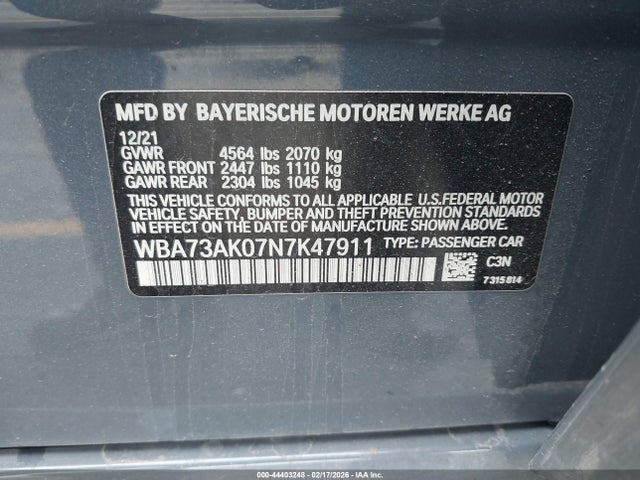 MFD BY BAYERISCHE MOTOREN WERKE AG
12/21
GVWR 4564 lbs 2070 kg
GAWR FRONT 2447 lbs 1110 kg
GAWR REAR 2304 lbs 1045 kg
THIS VEHICLE CONFORMS TO ALL APPLICABLE U.S.FEDERAL MOTOR
VEHICLE SAFETY, BUMPER AND THEFT PREVENTION STANDARDS
IN EFFECT ON THE DATE OF MANUFACTURE SHOWN ABOVE.
WBA73AK07N7K47911 TYPE: PASSENGER CAR
C3N
7315814
000-44403248 - 02/17/2026 - IAAI.COM